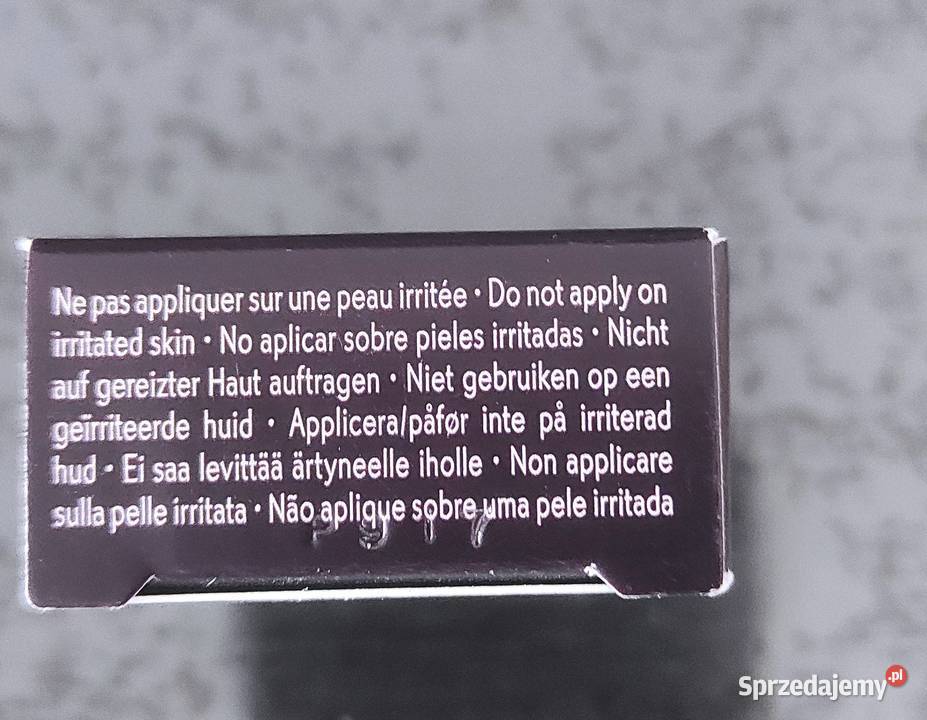 Ne pas appliquer sur une peau irritée • Do not apply on
irritated skin • No aplicar sobre pieles irritadas • Nicht
auf gereizter Haut auftragen • Niet gebruiken op een
geïrriteerde huid • Applicera/påfør inte på irriterad
hud • Ei saa levittää ärtyneelle iholle • Non applicare
sulla pelle irritata • Não aplique sobre uma pele irritada
Sprzedajemy.pl